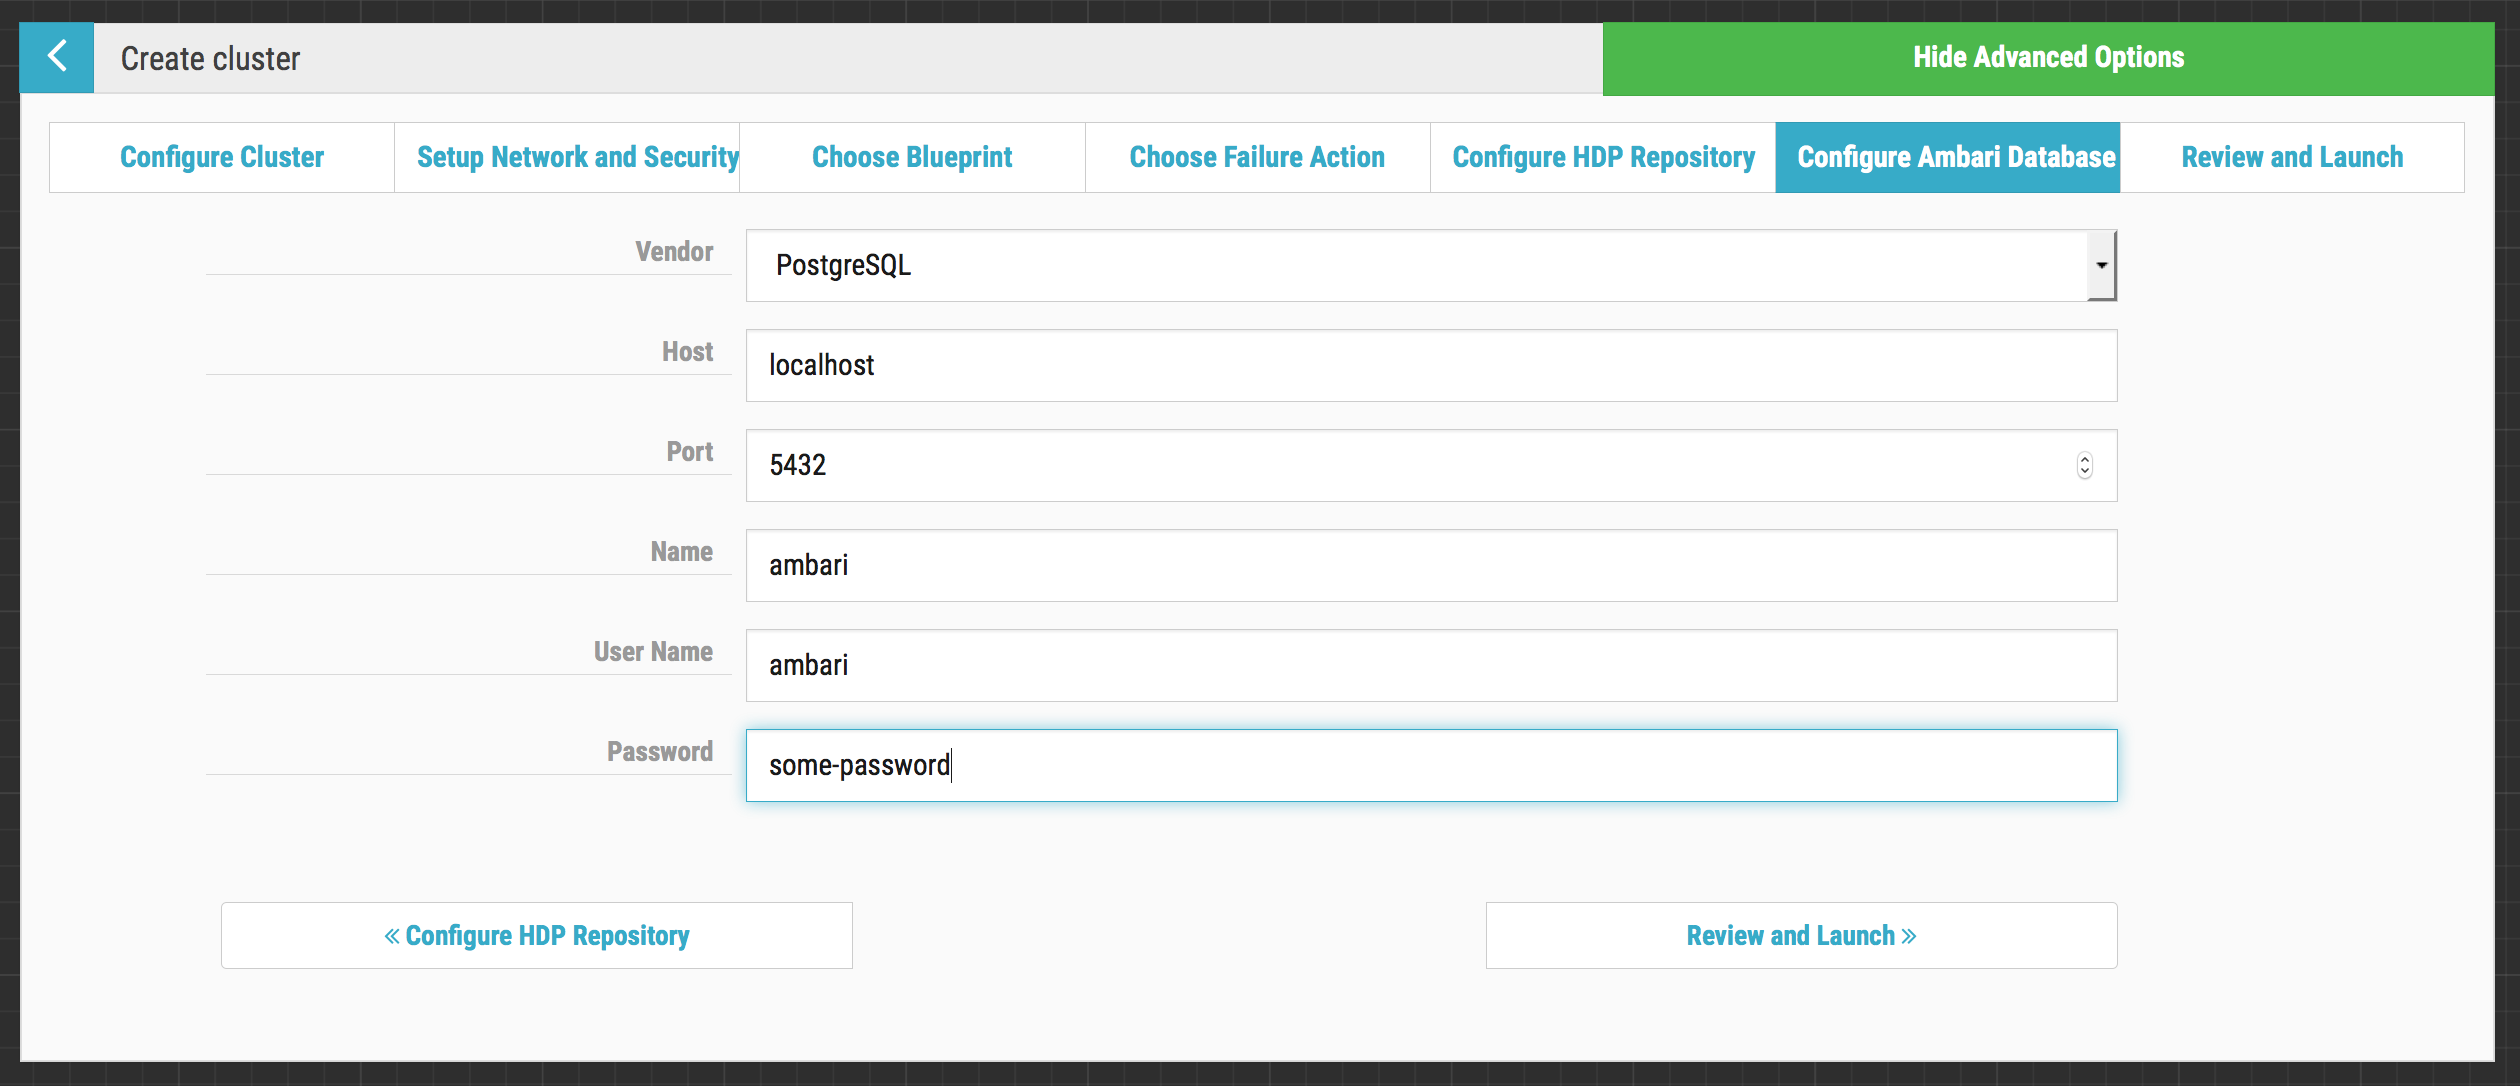 Create cluster
Hide Advanced Options
Configure Cluster
Setup Network and Security
Choose Blueprint
Choose Failure Action
Configure HDP Repository
Configure Ambari Database
Review and Launch
Vendor
PostgreSQL
Host
localhost
Port
5432
Name
ambari
User Name
ambari
Password
some-password
« Configure HDP Repository
Review and Launch »